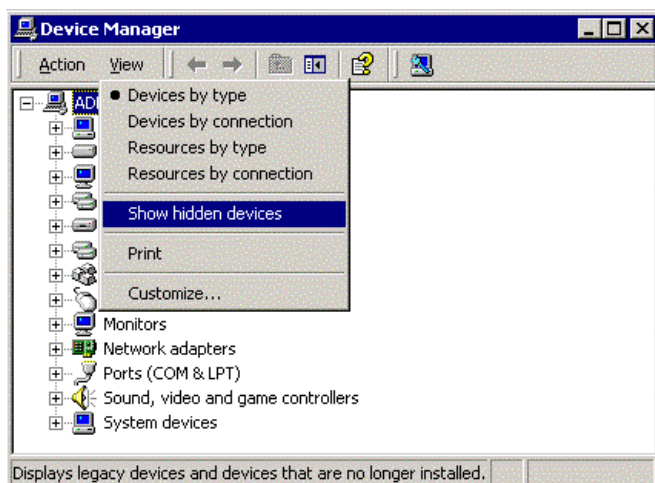 Device Manager
Action View
AD
Devices by type
Devices by connection
Resources by type
Resources by connection
Show hidden devices
Print
Customize...
Monitors
Network adapters
Ports (COM & LPT)
Sound, video and game controllers
System devices
Displays legacy devices and devices that are no longer installed.